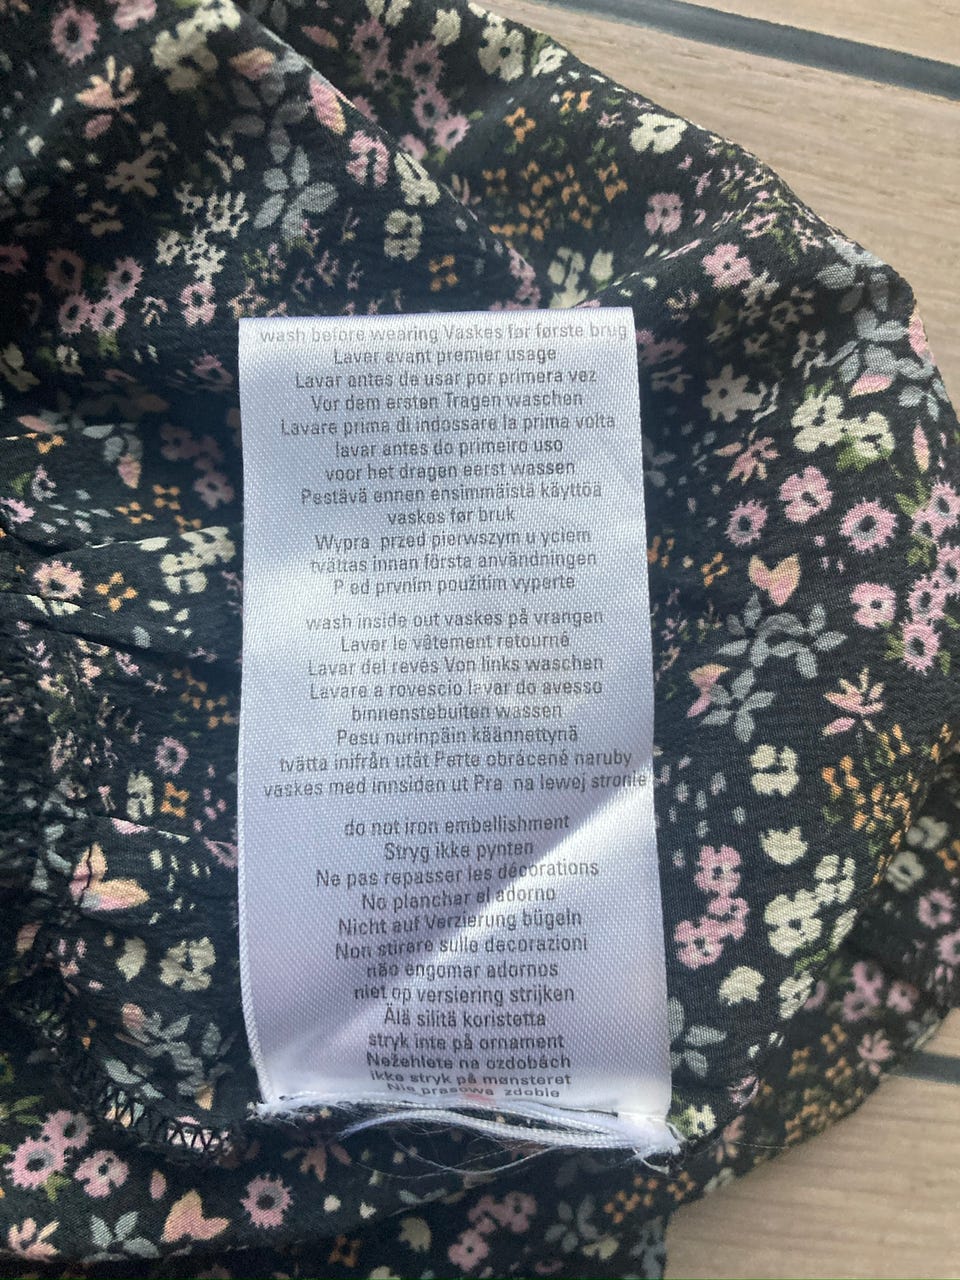 wash before wearing Vaskes før første brug
Laver avant premier usage
Lavar antes de usar por primera vez
Vor dem ersten Tragen waschen
Lavare prima di indossare la prima volta
lavar antes do primeiro uso
voor het dragen eerst wassen
Pestävä ennen ensimmäistä käyttöä
vaskes før bruk
Wypra przed pierwszym u yciem
tvättas innan första användningen
P ed prvním použitím vyperte
wash inside out vaskes på vrangen
Laver le vêtement retourné
Lavar del revés Von links waschen
Lavare a rovescio lavar do avesso
binnenstebuiten wassen
Pesu nurinpäin käännettynä
tvätta inifrån utåt Perte obrácené naruby
vaskes med innsiden ut Pra na lewej stronie
do not iron embellishment
Stryg ikke pynten
Ne pas repasser les décorations
No planchar el adorno
Nicht auf Verzierung bügeln
Non stirare sulle decorazioni
não engomar adornos
niet op versiering strijken
Älä silitä koristetta
stryk inte på ornament
Nežehlete na ozdobách
ikke stryk på mønsteret
Nie prasowa zdobie